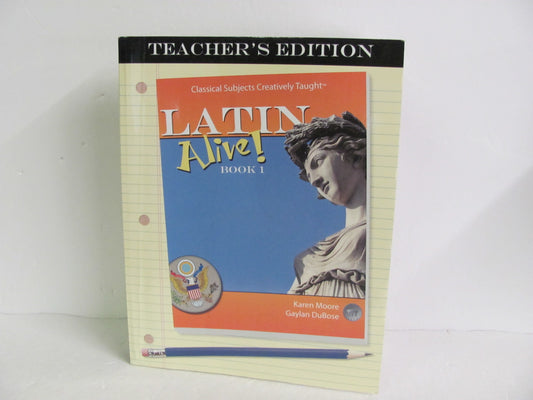 TEACHER'S EDITION
Classical Subjects Creatively Taught™
LATIN
Alive!
BOOK 1
Karen Moore
Gaylan DuBose